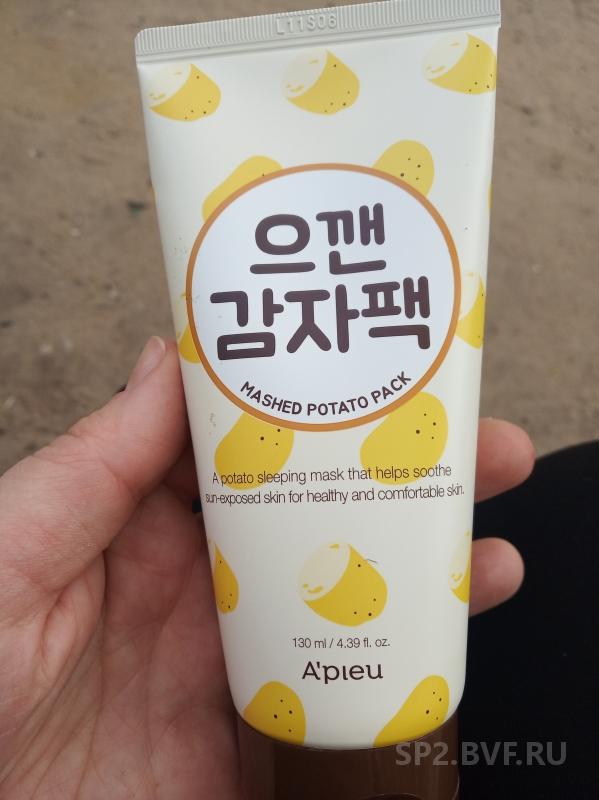 L11S06
으깬
감자팩
MASHED POTATO PACK
A potato sleeping mask that helps soothe
sun-exposed skin for healthy and comfortable skin.
130 ml / 4.39 fl. oz.
A'pieu
SP2.BVF.RU